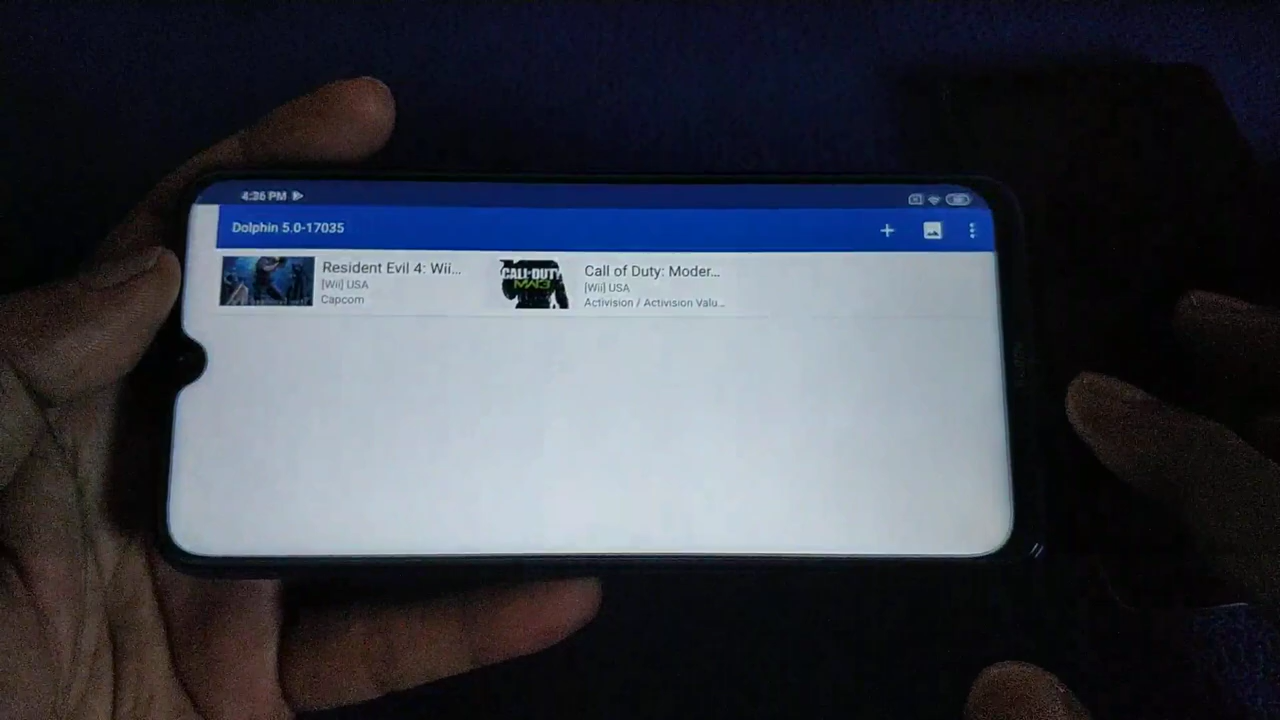 4:36 PM
Dolphin 5.0-17035
Resident Evil 4: Wii...
[Wii] USA
Capcom
CALL·DUTY
MW3
Call of Duty: Moder...
[Wii] USA
Activision / Activision Valu...